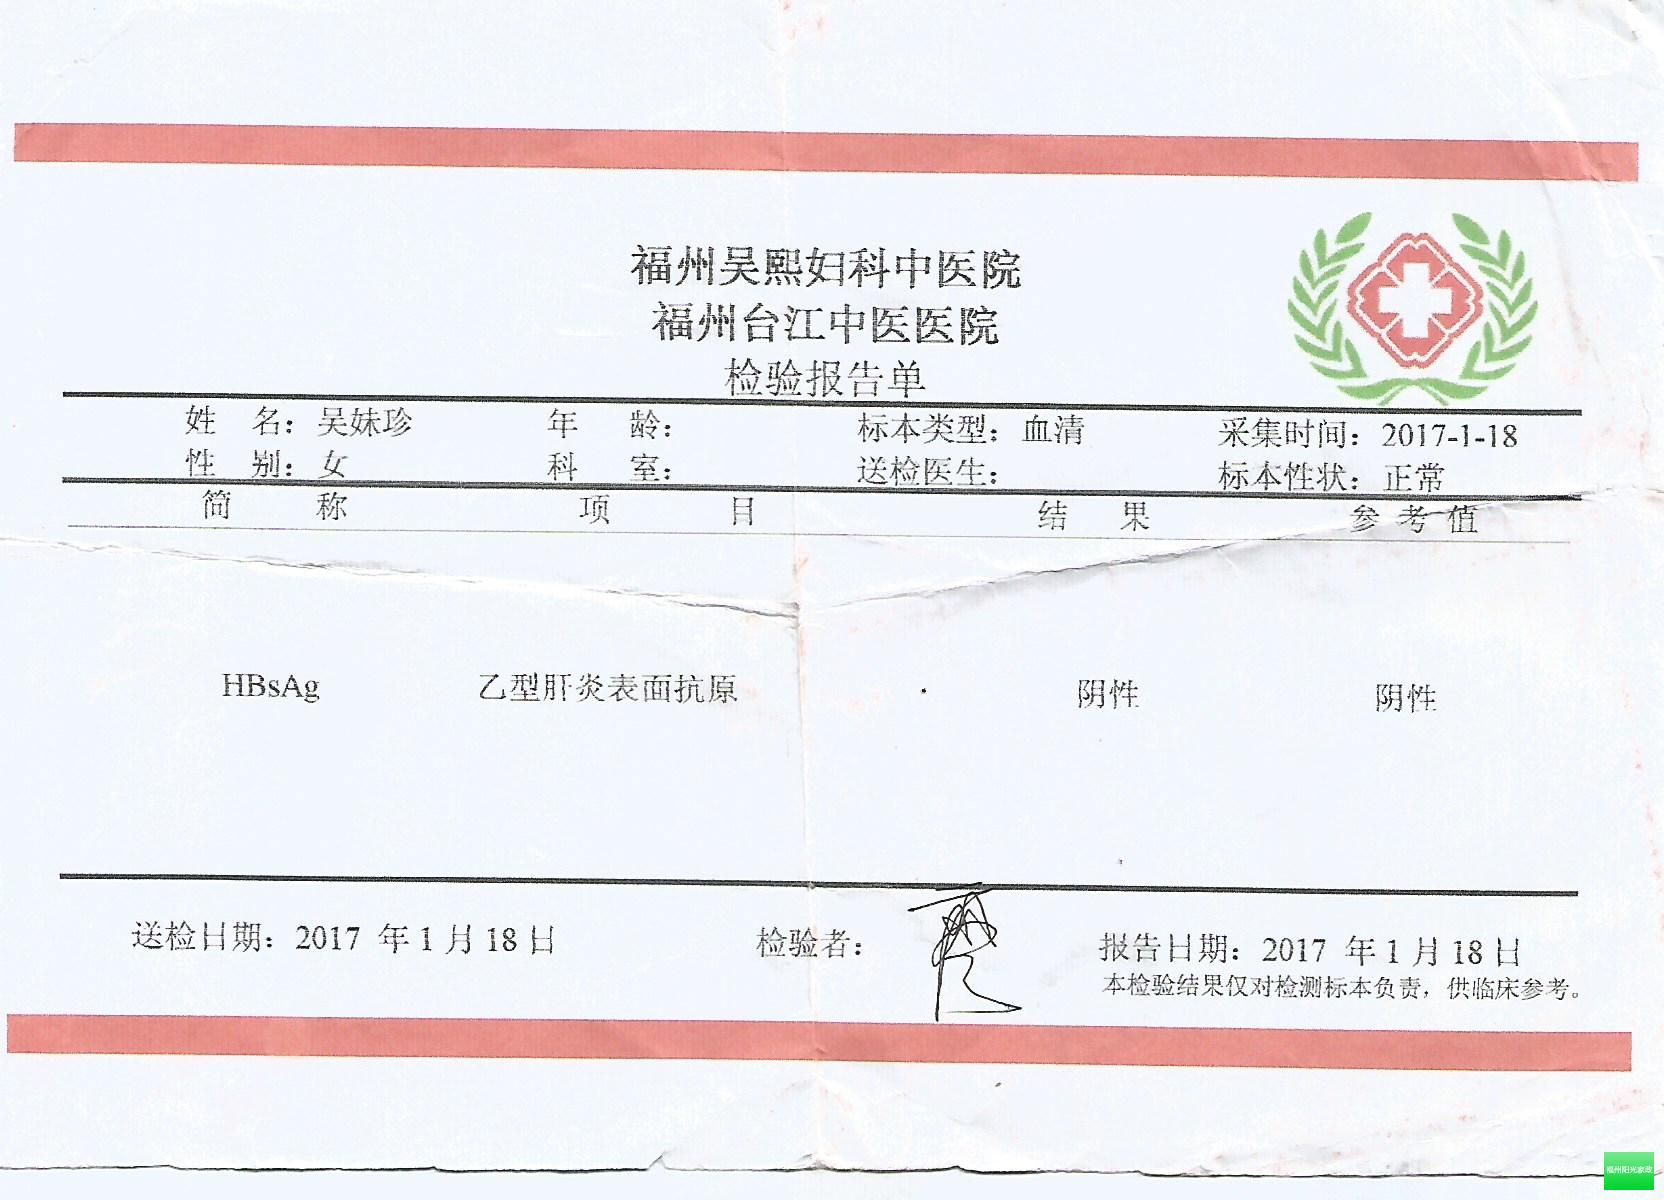 福州吴熙妇科中医院
福州台江中医医院
检验报告单
姓 名：吴妹珍 年 龄： 标本类型：血清 采集时间：2017-1-18
性 别：女 科 室： 送检医生： 标本性状：正常
简 称 项 目 结 果 参 考 值
HBsAg 乙型肝炎表面抗原 阴性 阴性
送检日期：2017 年 1 月 18 日 检验者： 报告日期：2017 年 1 月 18 日
本检验结果仅对检测标本负责，供临床参考。
福州阳光家政